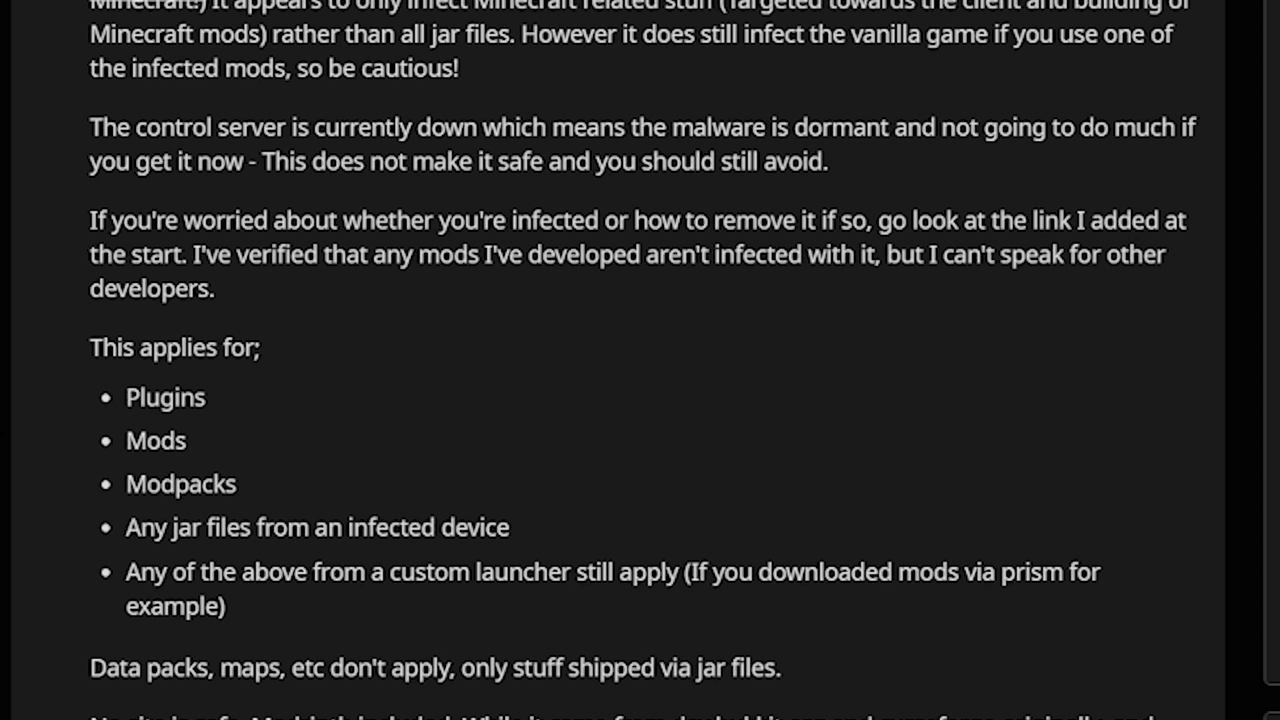 Minecraft.) It appears to only infect Minecraft related stuff (Targeted towards the client and building of
Minecraft mods) rather than all jar files. However it does still infect the vanilla game if you use one of
the infected mods, so be cautious!
The control server is currently down which means the malware is dormant and not going to do much if
you get it now - This does not make it safe and you should still avoid.
If you're worried about whether you're infected or how to remove it if so, go look at the link I added at
the start. I've verified that any mods I've developed aren't infected with it, but I can't speak for other
developers.
This applies for;
• Plugins
• Mods
• Modpacks
• Any jar files from an infected device
• Any of the above from a custom launcher still apply (If you downloaded mods via prism for
example)
Data packs, maps, etc don't apply, only stuff shipped via jar files.